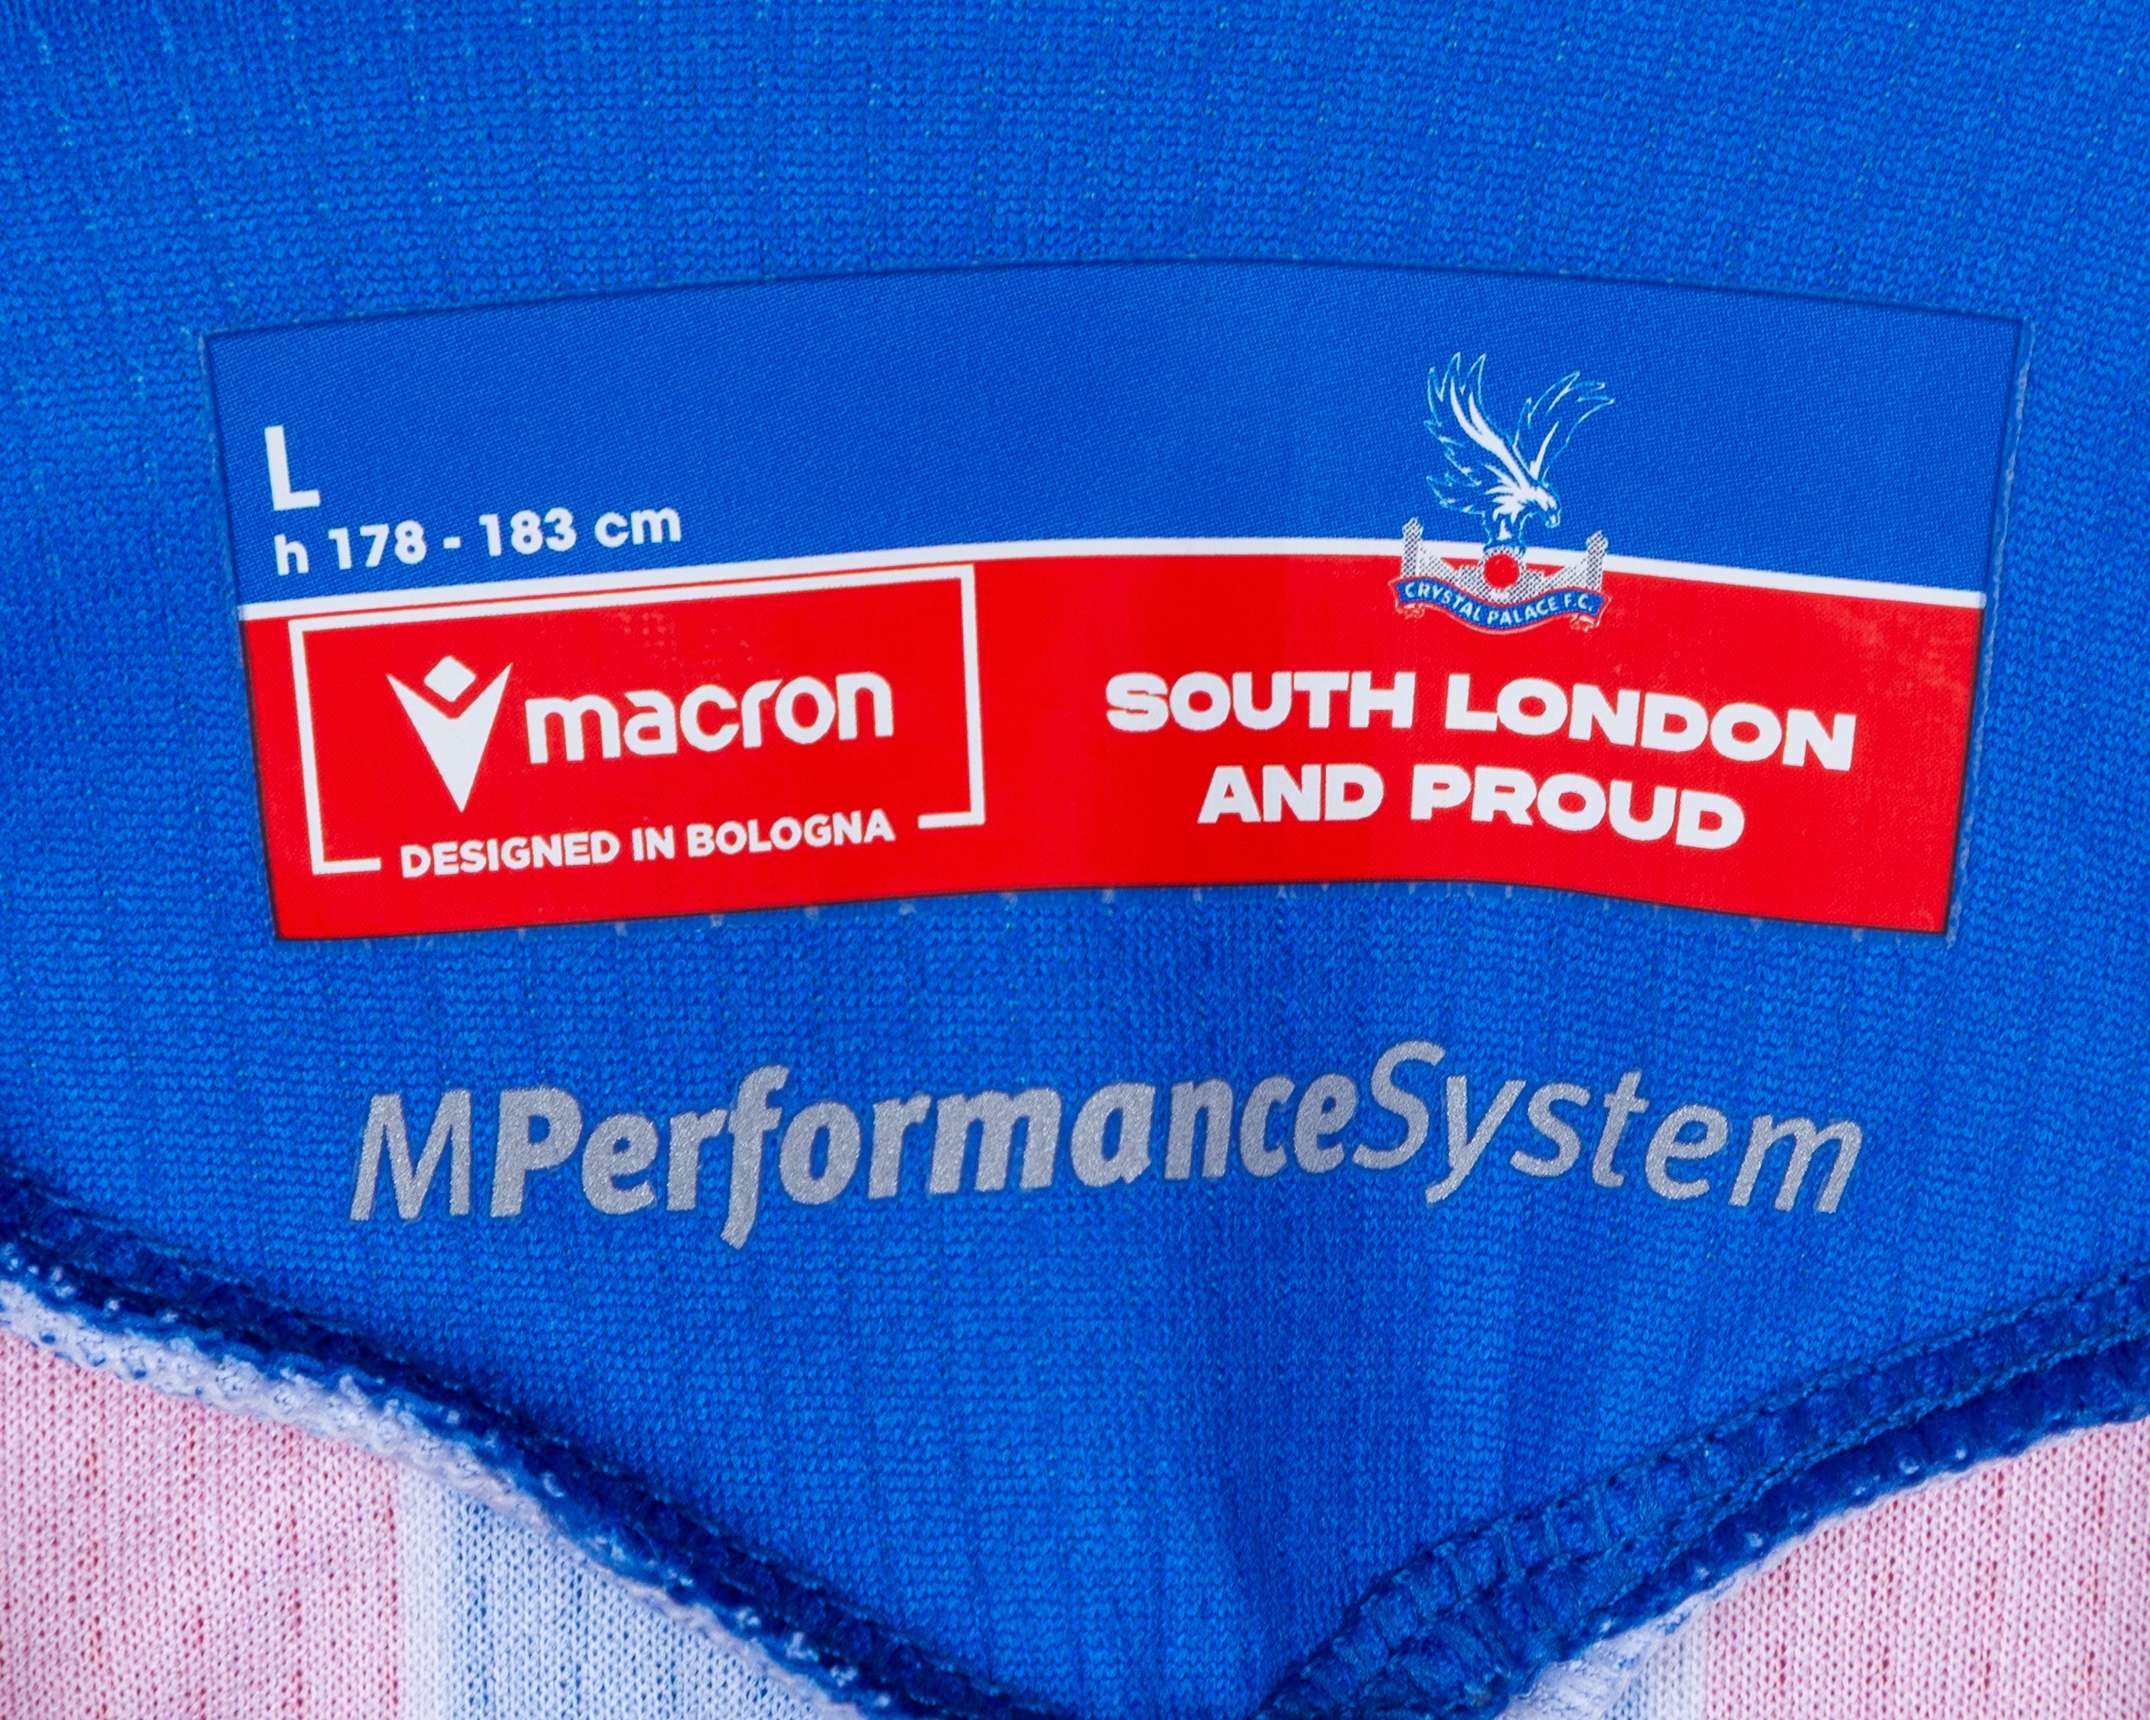 L
h 178 - 183 cm
macron
DESIGNED IN BOLOGNA
CRYSTAL PALACE F.C.
SOUTH LONDON
AND PROUD
MPerformanceSystem